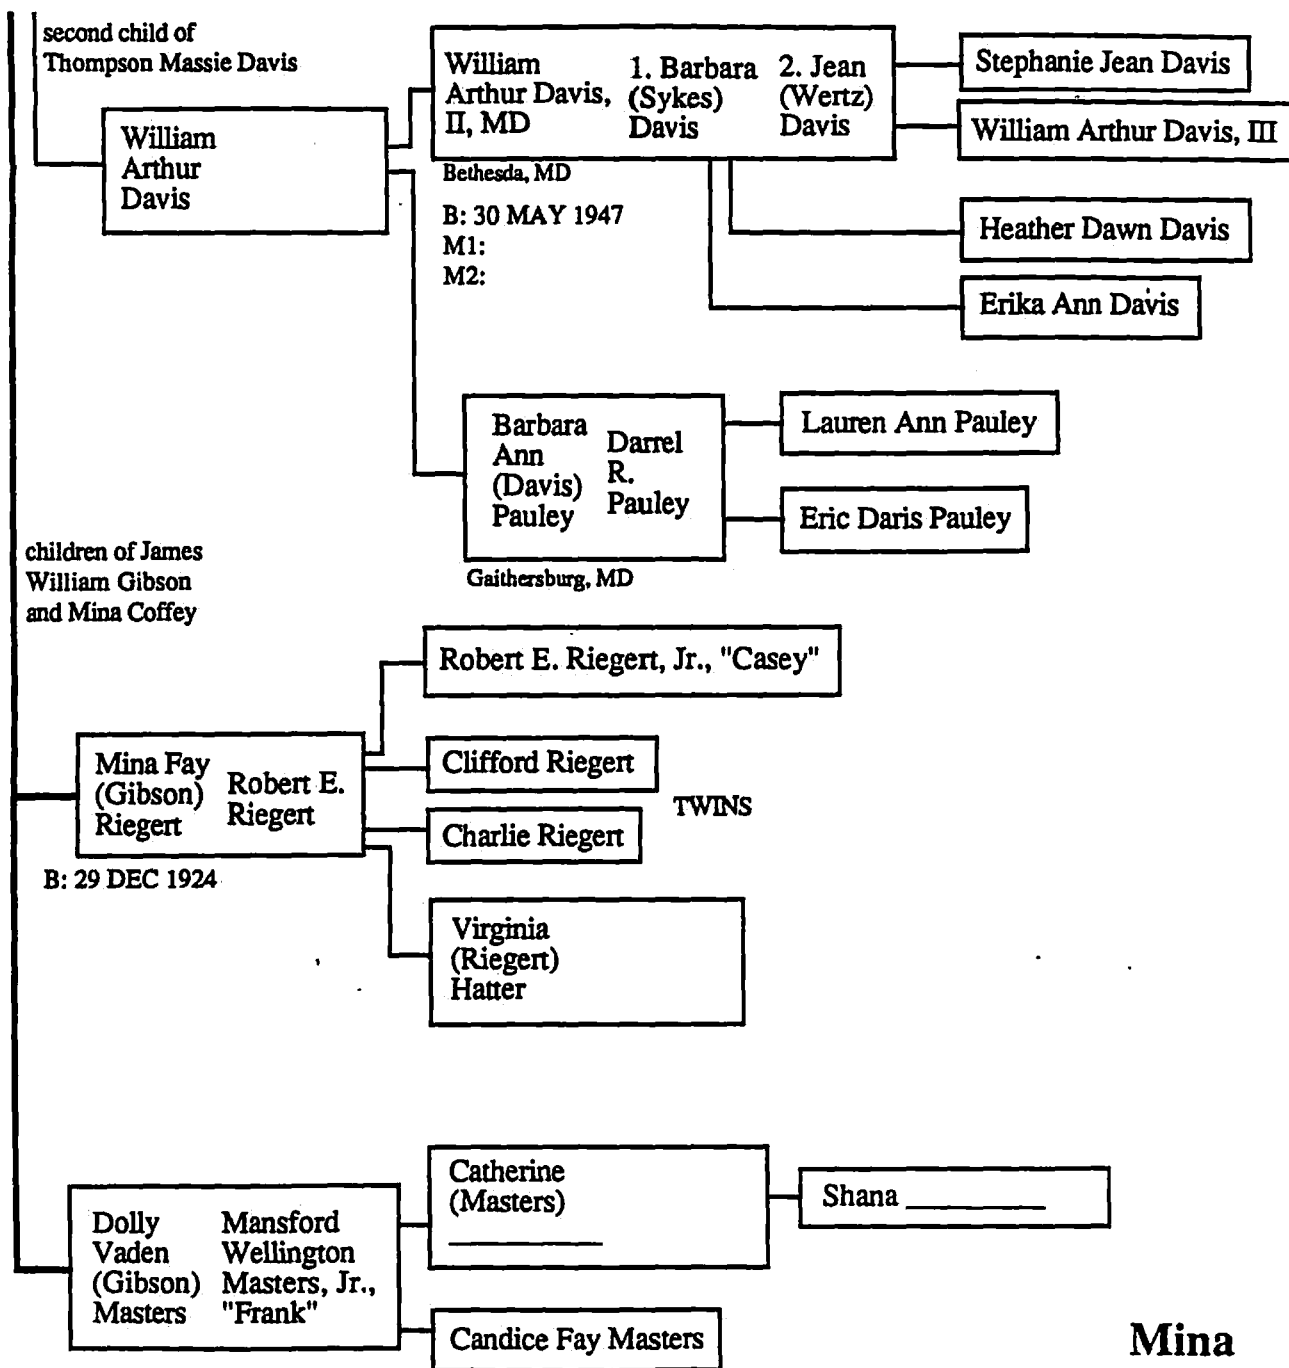 second child of
Thompson Massie Davis
William
Arthur
Davis
William
Arthur Davis,
II, MD
1. Barbara
(Sykes)
Davis
2. Jean
(Wertz)
Davis
Bethesda, MD
B: 30 MAY 1947
M1:
M2:
Stephanie Jean Davis
William Arthur Davis, III
Heather Dawn Davis
Erika Ann Davis
Barbara
Ann
(Davis)
Pauley
Darrel
R.
Pauley
Gaithersburg, MD
Lauren Ann Pauley
Eric Daris Pauley
children of James
William Gibson
and Mina Coffey
Mina Fay
(Gibson)
Riegert
Robert E.
Riegert
B: 29 DEC 1924
Robert E. Riegert, Jr., "Casey"
Clifford Riegert
TWINS
Charlie Riegert
Virginia
(Riegert)
Hatter
Dolly
Vaden
(Gibson)
Masters
Mansford
Wellington
Masters, Jr.,
"Frank"
Catherine
(Masters)
___________
Shana __________
Candice Fay Masters
Mina